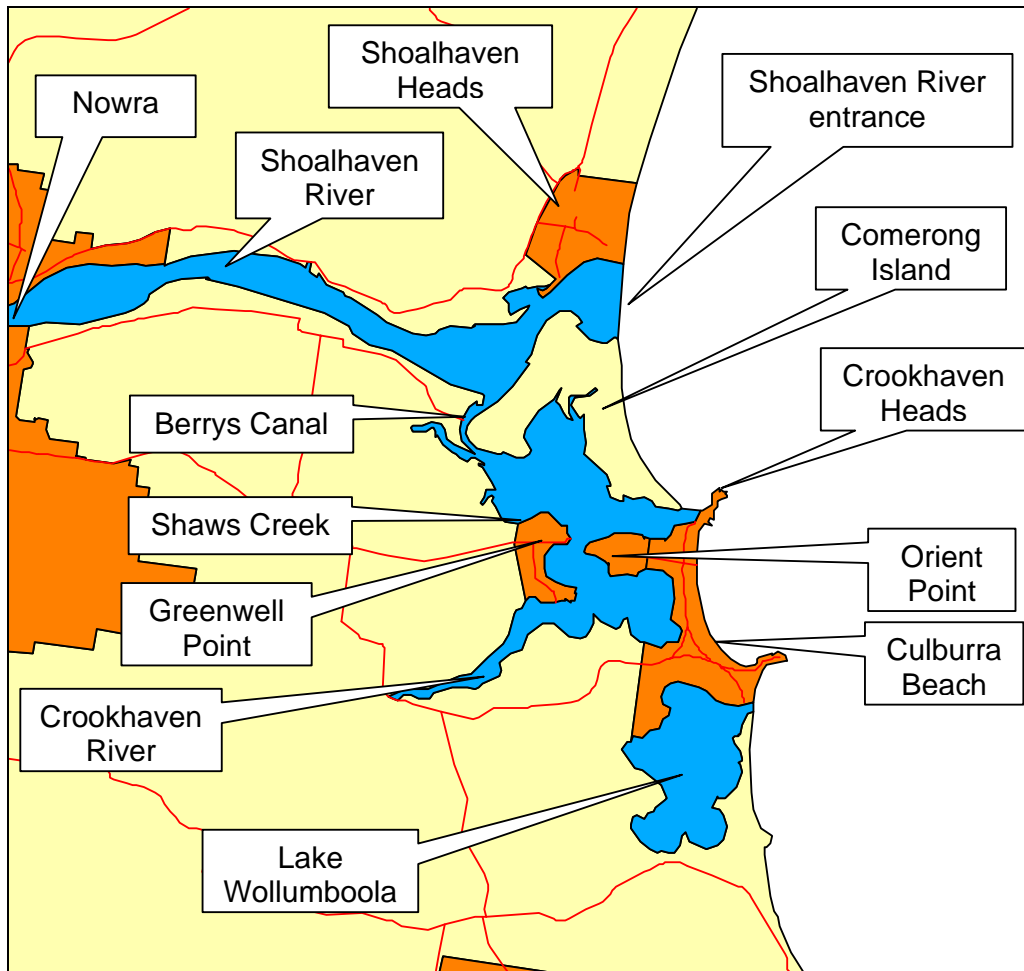 Shoalhaven
Heads
Shoalhaven River
entrance
Nowra
Shoalhaven
River
Comerong
Island
Crookhaven
Heads
Berrys Canal
Shaws Creek
Orient
Point
Greenwell
Point
Culburra
Beach
Crookhaven
River
Lake
Wollumboola